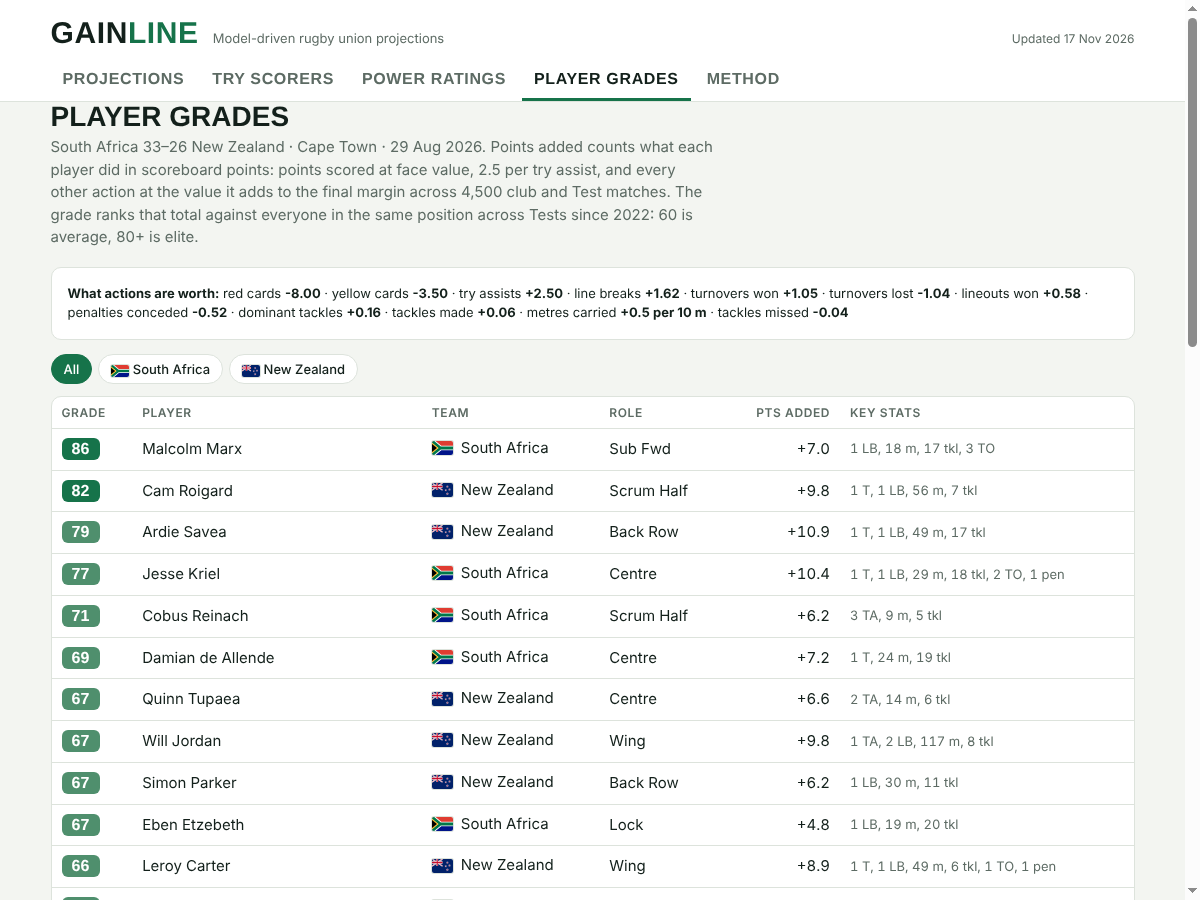 GAINLINE Model-driven rugby union projections Updated 17 Nov 2026
PROJECTIONS TRY SCORERS POWER RATINGS PLAYER GRADES METHOD
PLAYER GRADES
South Africa 33–26 New Zealand · Cape Town · 29 Aug 2026. Points added counts what each
player did in scoreboard points: points scored at face value, 2.5 per try assist, and every
other action at the value it adds to the final margin across 4,500 club and Test matches. The
grade ranks that total against everyone in the same position across Tests since 2022: 60 is
average, 80+ is elite.
What actions are worth: red cards -8.00 · yellow cards -3.50 · try assists +2.50 · line breaks +1.62 · turnovers won +1.05 · turnovers lost -1.04 · lineouts won +0.58 ·
penalties conceded -0.52 · dominant tackles +0.16 · tackles made +0.06 · metres carried +0.5 per 10 m · tackles missed -0.04
All South Africa New Zealand
GRADE PLAYER TEAM ROLE PTS ADDED KEY STATS
86 Malcolm Marx South Africa Sub Fwd +7.0 1 LB, 18 m, 17 tkl, 3 TO
82 Cam Roigard New Zealand Scrum Half +9.8 1 T, 1 LB, 56 m, 7 tkl
79 Ardie Savea New Zealand Back Row +10.9 1 T, 1 LB, 49 m, 17 tkl
77 Jesse Kriel South Africa Centre +10.4 1 T, 1 LB, 29 m, 18 tkl, 2 TO, 1 pen
71 Cobus Reinach South Africa Scrum Half +6.2 3 TA, 9 m, 5 tkl
69 Damian de Allende South Africa Centre +7.2 1 T, 24 m, 19 tkl
67 Quinn Tupaea New Zealand Centre +6.6 2 TA, 14 m, 6 tkl
67 Will Jordan New Zealand Wing +9.8 1 TA, 2 LB, 117 m, 8 tkl
67 Simon Parker New Zealand Back Row +6.2 1 LB, 30 m, 11 tkl
67 Eben Etzebeth South Africa Lock +4.8 1 LB, 19 m, 20 tkl
66 Leroy Carter New Zealand Wing +8.9 1 T, 1 LB, 49 m, 6 tkl, 1 TO, 1 pen